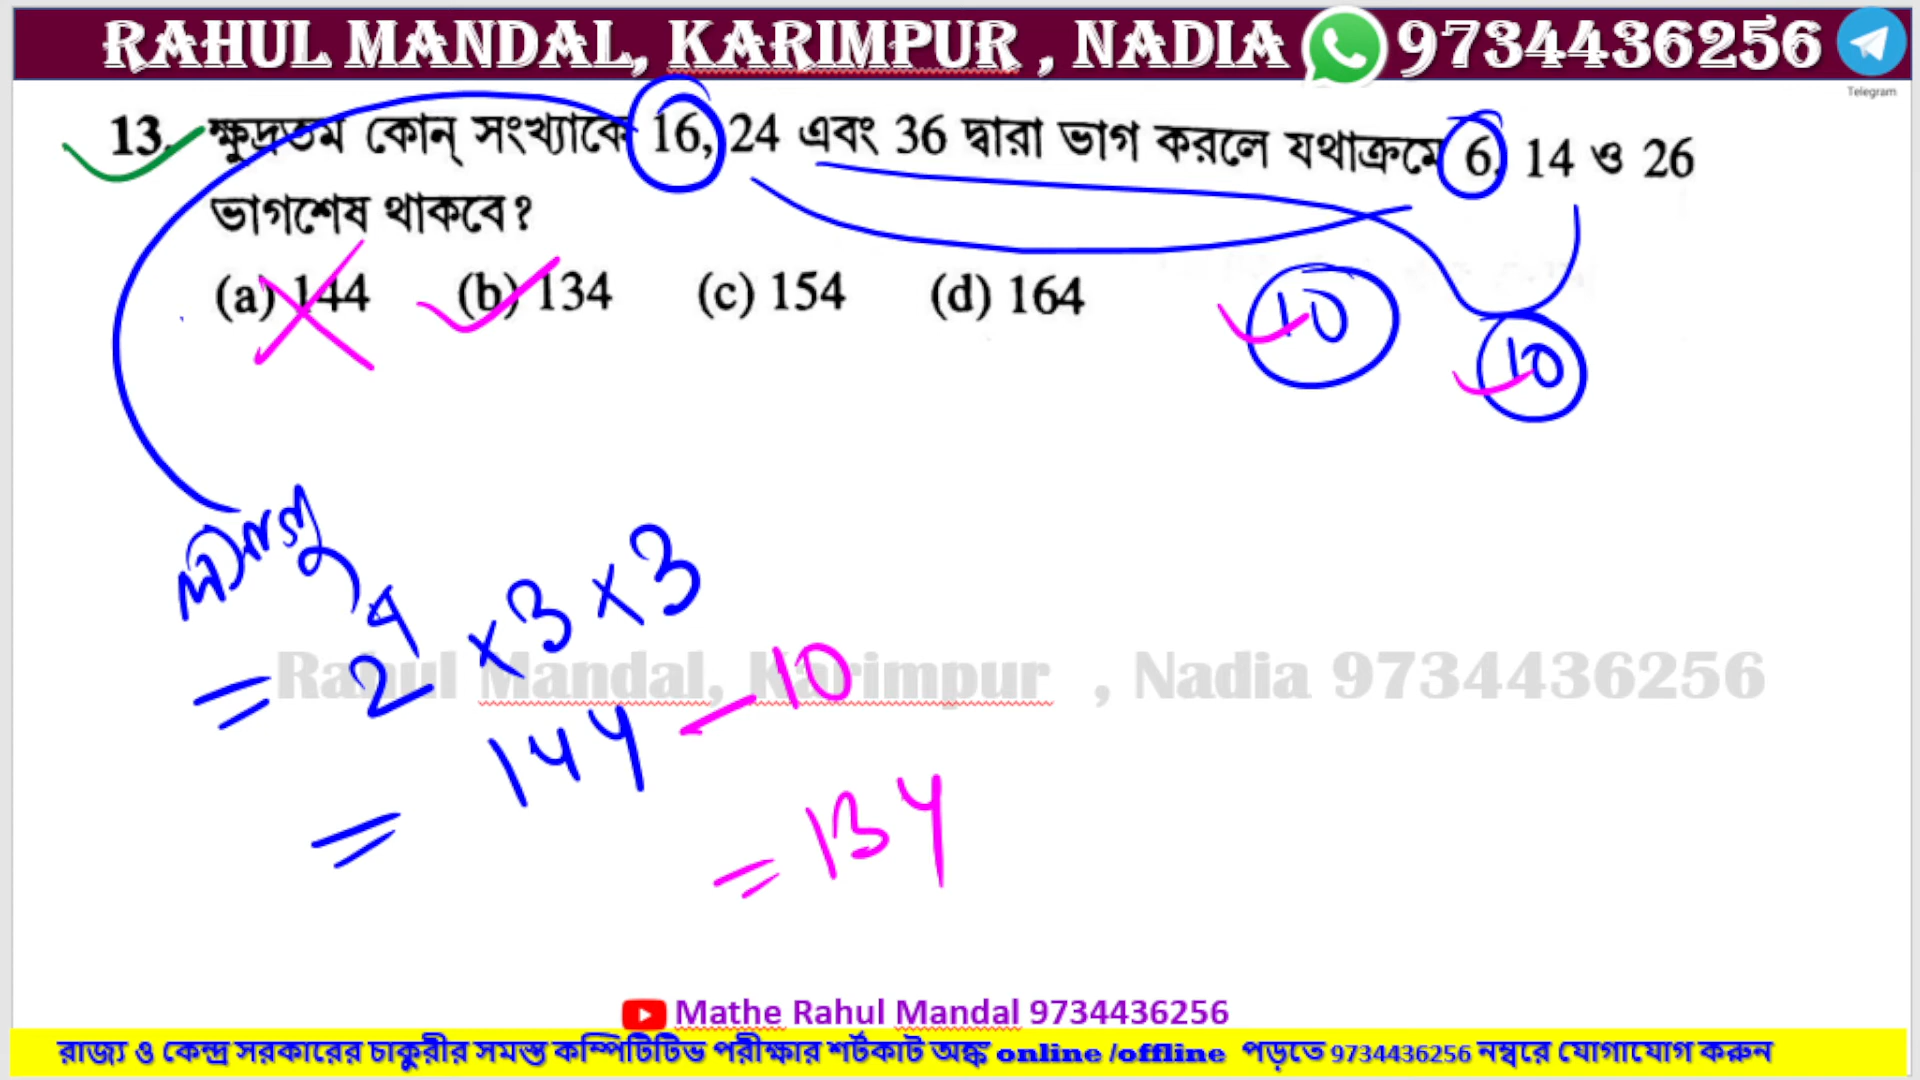 RAHUL MANDAL, KARIMPUR , NADIA 9734436256
Telegram
13. ক্ষুদ্রতম কোন্ সংখ্যাকে 16, 24 এবং 36 দ্বারা ভাগ করলে যথাক্রমে 6, 14 ও 26
ভাগশেষ থাকবে?
(a) 144 (b) 134 (c) 154 (d) 164
10
10
লসাগু
= 2⁴ × 3 × 3
Rahul Mandal, Karimpur , Nadia 9734436256
= 144 - 10
= 134
Mathe Rahul Mandal 9734436256
রাজ্য ও কেন্দ্র সরকারের চাকুরীর সমস্ত কম্পিটিটিভ পরীক্ষার শর্টকাট অঙ্ক online /offline পড়তে 9734436256 নম্বরে যোগাযোগ করুন